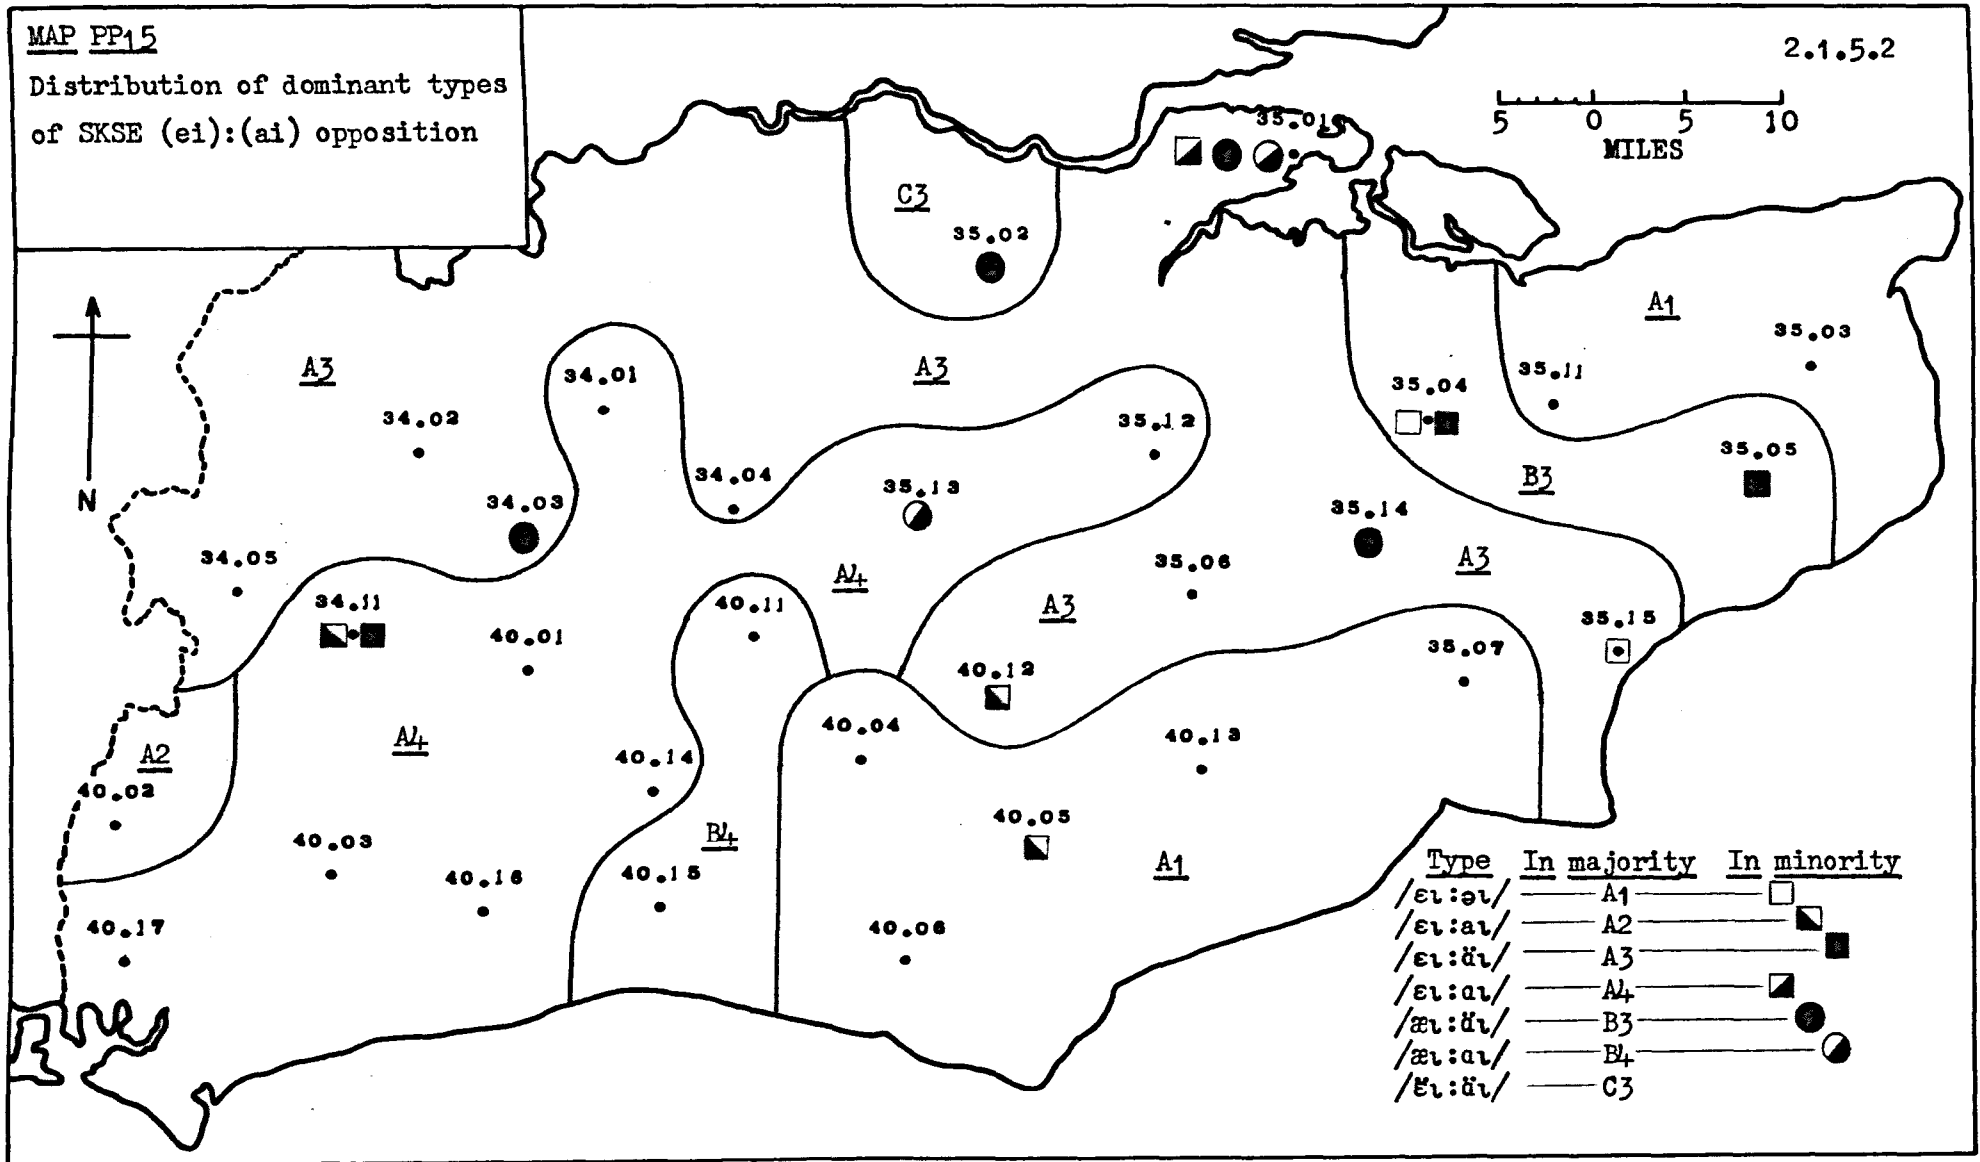 MAP PP15
Distribution of dominant types
of SKSE (ei):(ai) opposition
2.1.5.2
5 0 5 10
MILES
35.01
C3
35.02
A1
35.03
A3
34.01
A3
35.11
35.04
34.02
35.12
35.05
34.04
B3
35.13
34.03
35.14
N
34.05
A4
35.06
A3
34.11
40.11
A3
35.15
40.01
35.07
40.12
40.04
A4
40.13
A2
40.14
40.02
40.05
B4
40.03
40.15
A1
40.16
40.17
40.06
Type In majority In minority
/ɛɩ:əɩ/ A1
/ɛɩ:aɩ/ A2
/ɛɩ:ɑ̈ɩ/ A3
/ɛɩ:ɑɩ/ A4
/æɩ:ɑ̈ɩ/ B3
/æɩ:ɑɩ/ B4
/ɛ̈ɩ:ɑ̈ɩ/ C3